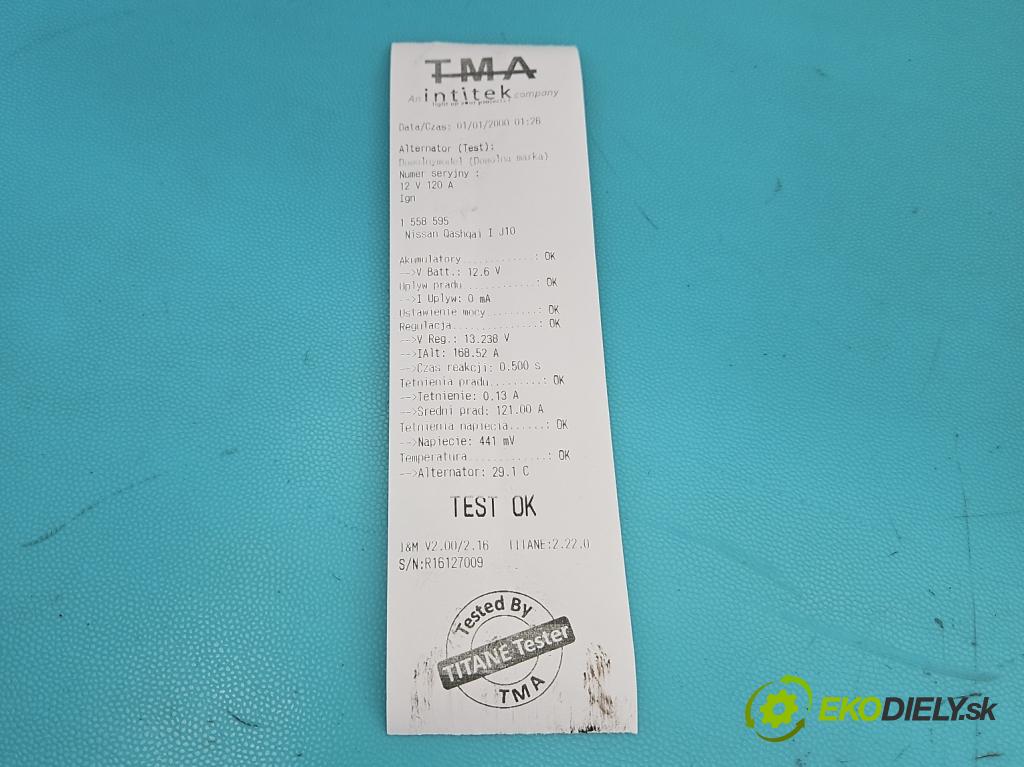 TMA
An intitek company
light up your projects!
Data/Czas: 01/01/2000 01:26
Alternator (Test):
Dowolnymodel (Dowolna marka)
Numer seryjny :
12 V 120 A
Ign
1 558 595
Nissan Qashqai I J10
Akumulatory.............: OK
-->V Batt.: 12.6 V
Uplyw pradu.............: OK
-->I Uplyw: 0 mA
Ustawienie mocy.........: OK
Regulacja...............: OK
-->V Reg.: 13.238 V
-->IAlt: 168.52 A
-->Czas reakcji: 0.500 s
Tetnienia pradu.........: OK
-->Tetnienie: 0.13 A
-->Sredni prad: 121.00 A
Tetnienia napiecia......: OK
-->Napiecie: 441 mV
Temperatura.............: OK
-->Alternator: 29.1 C
TEST OK
I&M V2.00/2.16 TITANE:2.22.0
S/N:R16127009
Tested By
TITANE Tester
TMA
EKODIELY.sk